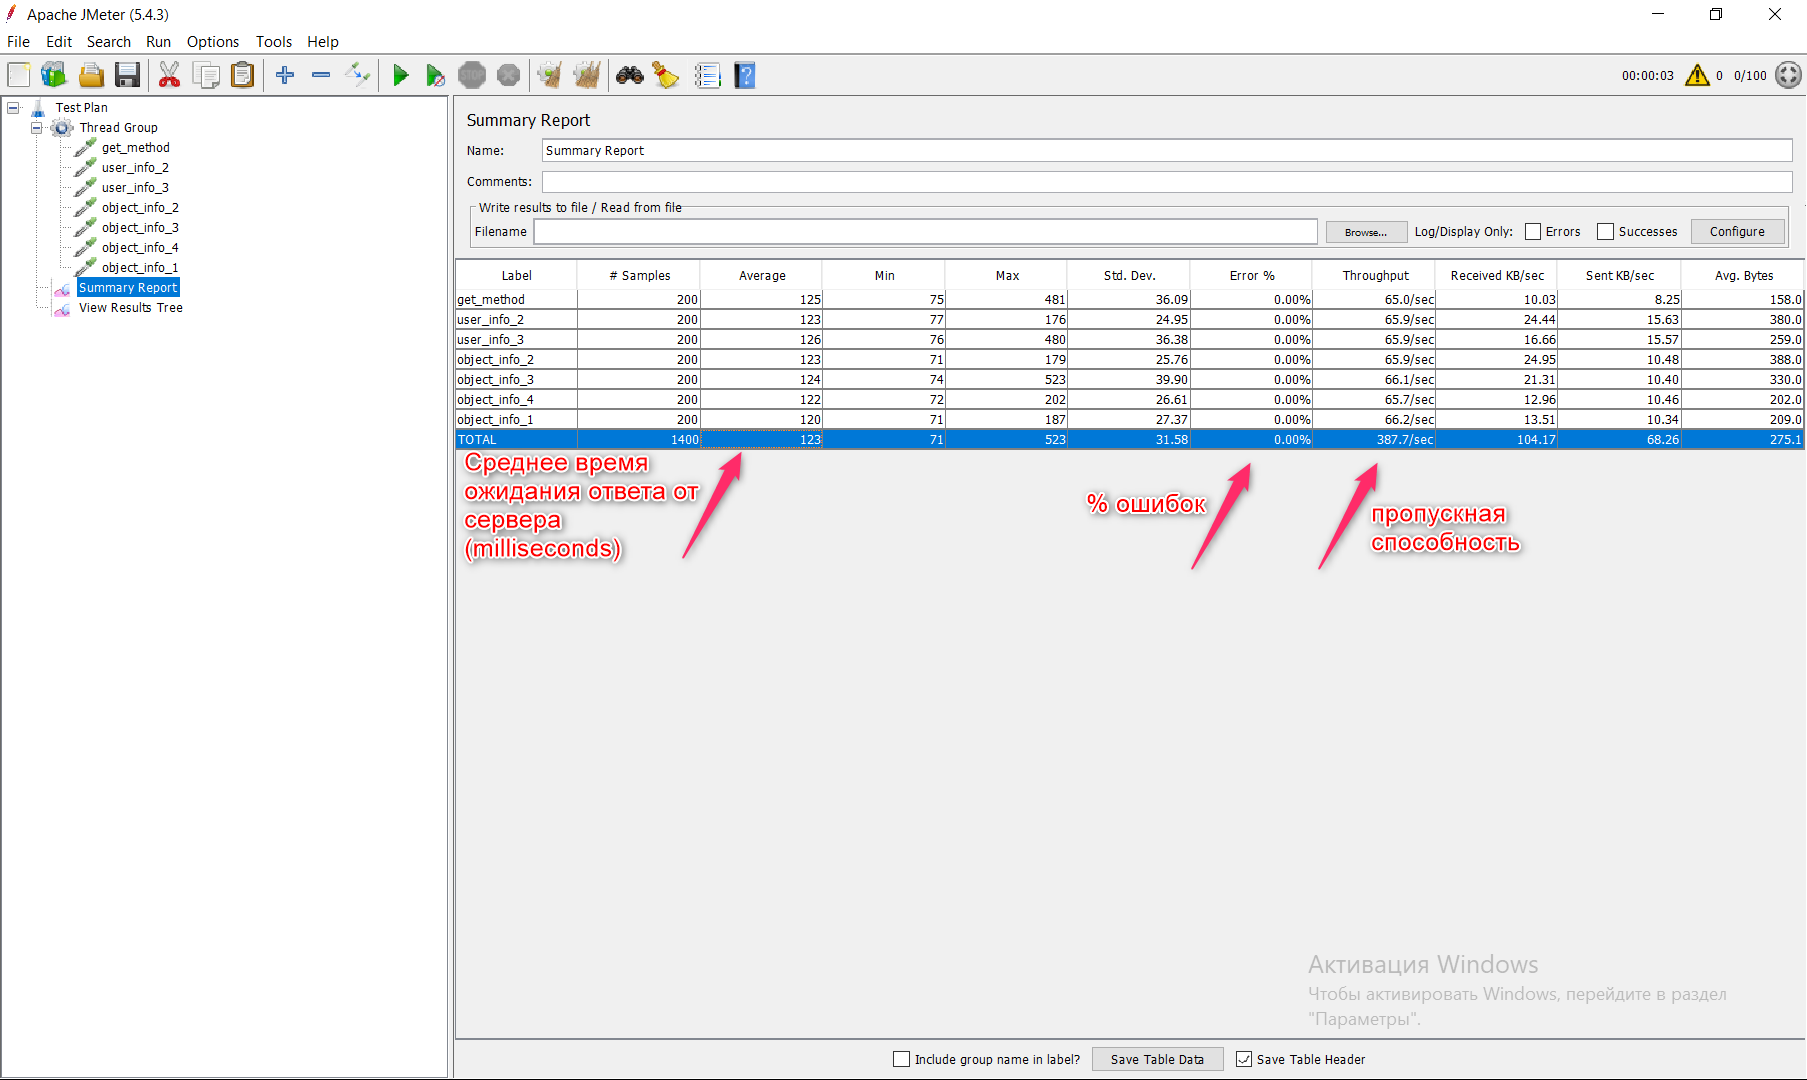 Apache JMeter (5.4.3)
File Edit Search Run Options Tools Help
STOP
00:00:03 0 0/100
Test Plan
Thread Group
get_method
user_info_2
user_info_3
object_info_2
object_info_3
object_info_4
object_info_1
Summary Report
View Results Tree
Summary Report
Name: Summary Report
Comments:
Write results to file / Read from file
Filename Browse... Log/Display Only: Errors Successes Configure
Label # Samples Average Min Max Std. Dev. Error % Throughput Received KB/sec Sent KB/sec Avg. Bytes
get_method 200 125 75 481 36.09 0.00% 65.0/sec 10.03 8.25 158.0
user_info_2 200 123 77 176 24.95 0.00% 65.9/sec 24.44 15.63 380.0
user_info_3 200 126 76 480 36.38 0.00% 65.9/sec 16.66 15.57 259.0
object_info_2 200 123 71 179 25.76 0.00% 65.9/sec 24.95 10.48 388.0
object_info_3 200 124 74 523 39.90 0.00% 66.1/sec 21.31 10.40 330.0
object_info_4 200 122 72 202 26.61 0.00% 65.7/sec 12.96 10.46 202.0
object_info_1 200 120 71 187 27.37 0.00% 66.2/sec 13.51 10.34 209.0
TOTAL 1400 123 71 523 31.58 0.00% 387.7/sec 104.17 68.26 275.1
Среднее время
ожидания ответа от
сервера
(milliseconds)
% ошибок
пропускная
способность
Активация Windows
Чтобы активировать Windows, перейдите в раздел
"Параметры".
Include group name in label? Save Table Data Save Table Header